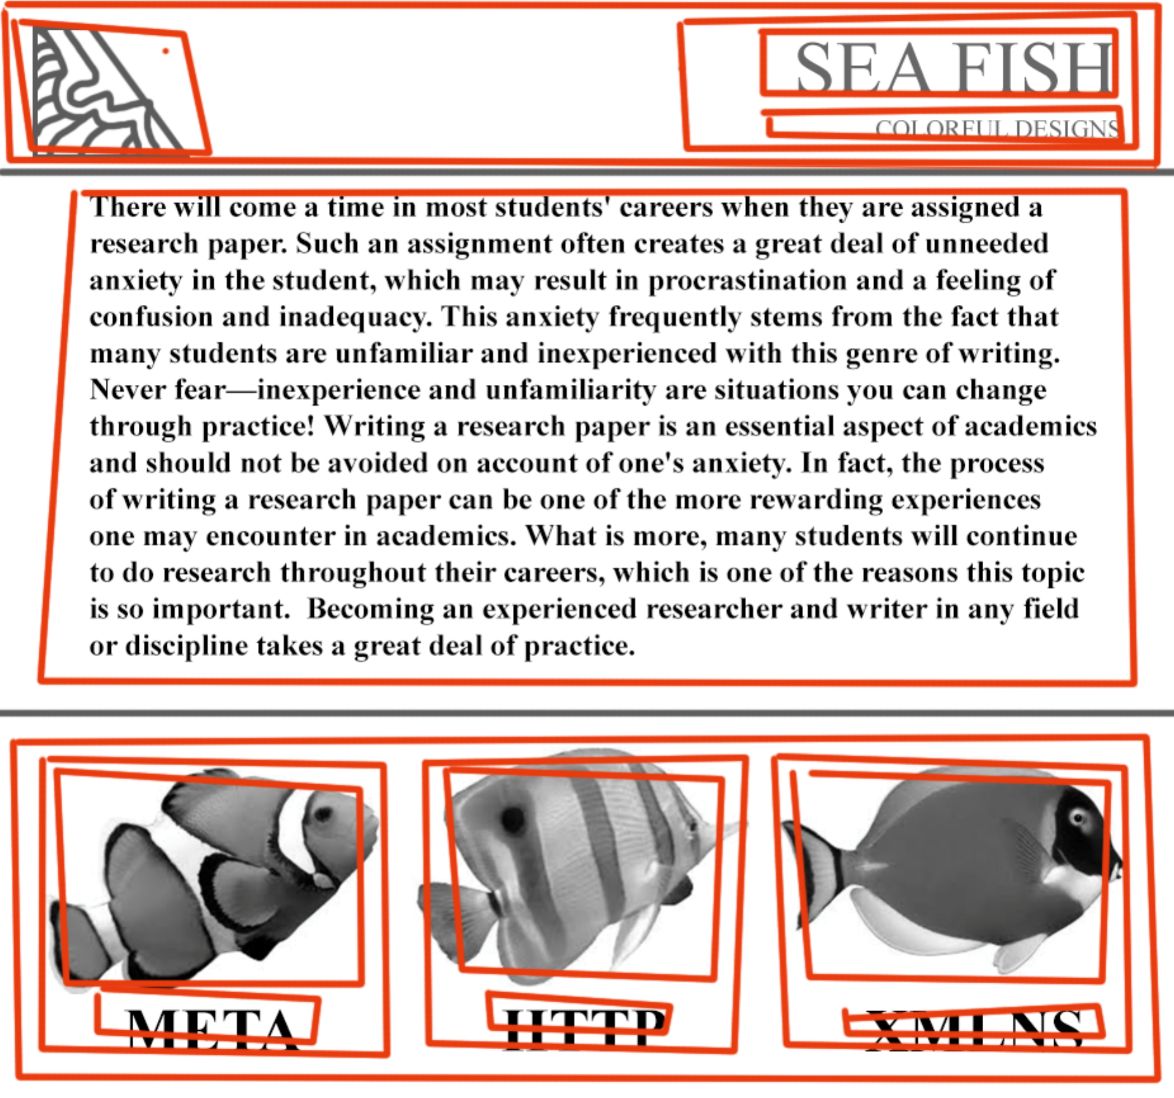 SEA FISH
COLORFUL DESIGNS
There will come a time in most students' careers when they are assigned a
research paper. Such an assignment often creates a great deal of unneeded
anxiety in the student, which may result in procrastination and a feeling of
confusion and inadequacy. This anxiety frequently stems from the fact that
many students are unfamiliar and inexperienced with this genre of writing.
Never fear—inexperience and unfamiliarity are situations you can change
through practice! Writing a research paper is an essential aspect of academics
and should not be avoided on account of one's anxiety. In fact, the process
of writing a research paper can be one of the more rewarding experiences
one may encounter in academics. What is more, many students will continue
to do research throughout their careers, which is one of the reasons this topic
is so important.  Becoming an experienced researcher and writer in any field
or discipline takes a great deal of practice.
META HTTP XMLNS